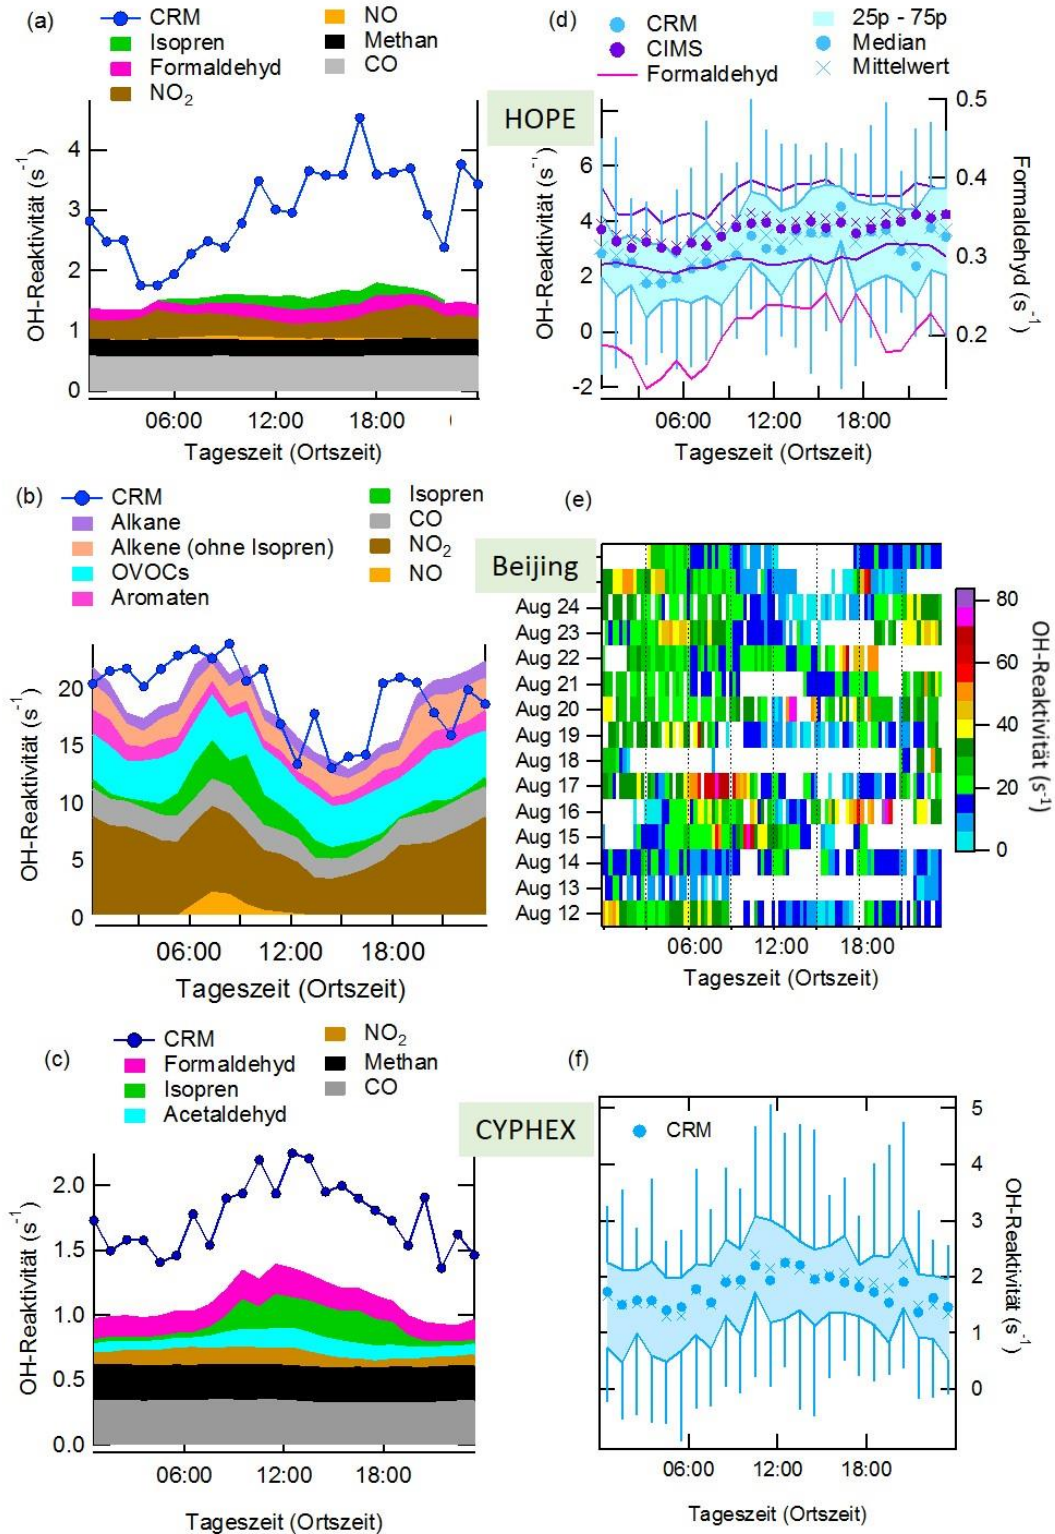 (a)
CRM
Isopren
Formaldehyd
NO₂
NO
Methan
CO
OH-Reaktivität (s⁻¹)
4
3
2
1
0
06:00 12:00 18:00
Tageszeit (Ortszeit)
HOPE
(d)
CRM
CIMS
Formaldehyd
25p - 75p
Median
Mittelwert
OH-Reaktivität (s⁻¹)
6
4
2
0
-2
0.5
0.4
0.3
0.2
Formaldehyd (s⁻¹)
06:00 12:00 18:00
Tageszeit (Ortszeit)
(b)
CRM
Alkane
Alkene (ohne Isopren)
OVOCs
Aromaten
Isopren
CO
NO₂
NO
OH-Reaktivität (s⁻¹)
20
15
10
5
0
06:00 12:00 18:00
Tageszeit (Ortszeit)
Beijing
(e)
Aug 24
Aug 23
Aug 22
Aug 21
Aug 20
Aug 19
Aug 18
Aug 17
Aug 16
Aug 15
Aug 14
Aug 13
Aug 12
06:00 12:00 18:00
Tageszeit (Ortszeit)
80
60
40
20
0
OH-Reaktivität (s⁻¹)
(c)
CRM
Formaldehyd
Isopren
Acetaldehyd
NO₂
Methan
CO
OH-Reaktivität (s⁻¹)
2.0
1.5
1.0
0.5
0.0
06:00 12:00 18:00
Tageszeit (Ortszeit)
CYPHEX
(f)
CRM
5
4
3
2
1
0
OH-Reaktivität (s⁻¹)
06:00 12:00 18:00
Tageszeit (Ortszeit)